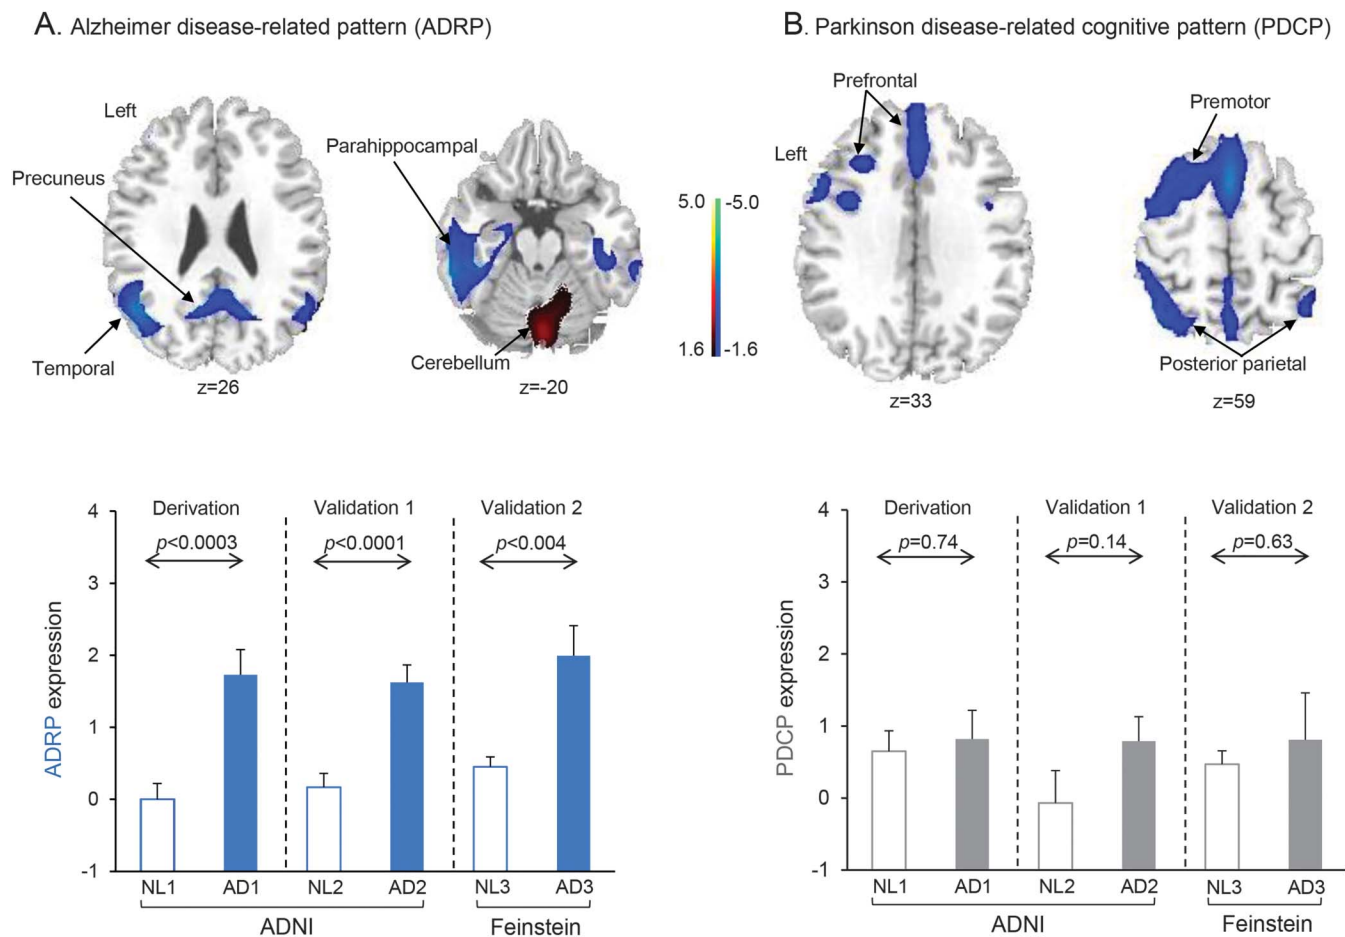 A. Alzheimer disease-related pattern (ADRP)
Left
Precuneus
Temporal
z=26
Parahippocampal
Cerebellum
z=-20
5.0 -5.0
1.6 -1.6
4
3
2
1
0
-1
ADRP expression
Derivation
p<0.0003
Validation 1
p<0.0001
Validation 2
p<0.004
NL1 AD1 NL2 AD2 NL3 AD3
ADNI Feinstein
B. Parkinson disease-related cognitive pattern (PDCP)
Prefrontal
Left
z=33
Premotor
Posterior parietal
z=59
4
3
2
1
0
-1
PDCP expression
Derivation
p=0.74
Validation 1
p=0.14
Validation 2
p=0.63
NL1 AD1 NL2 AD2 NL3 AD3
ADNI Feinstein